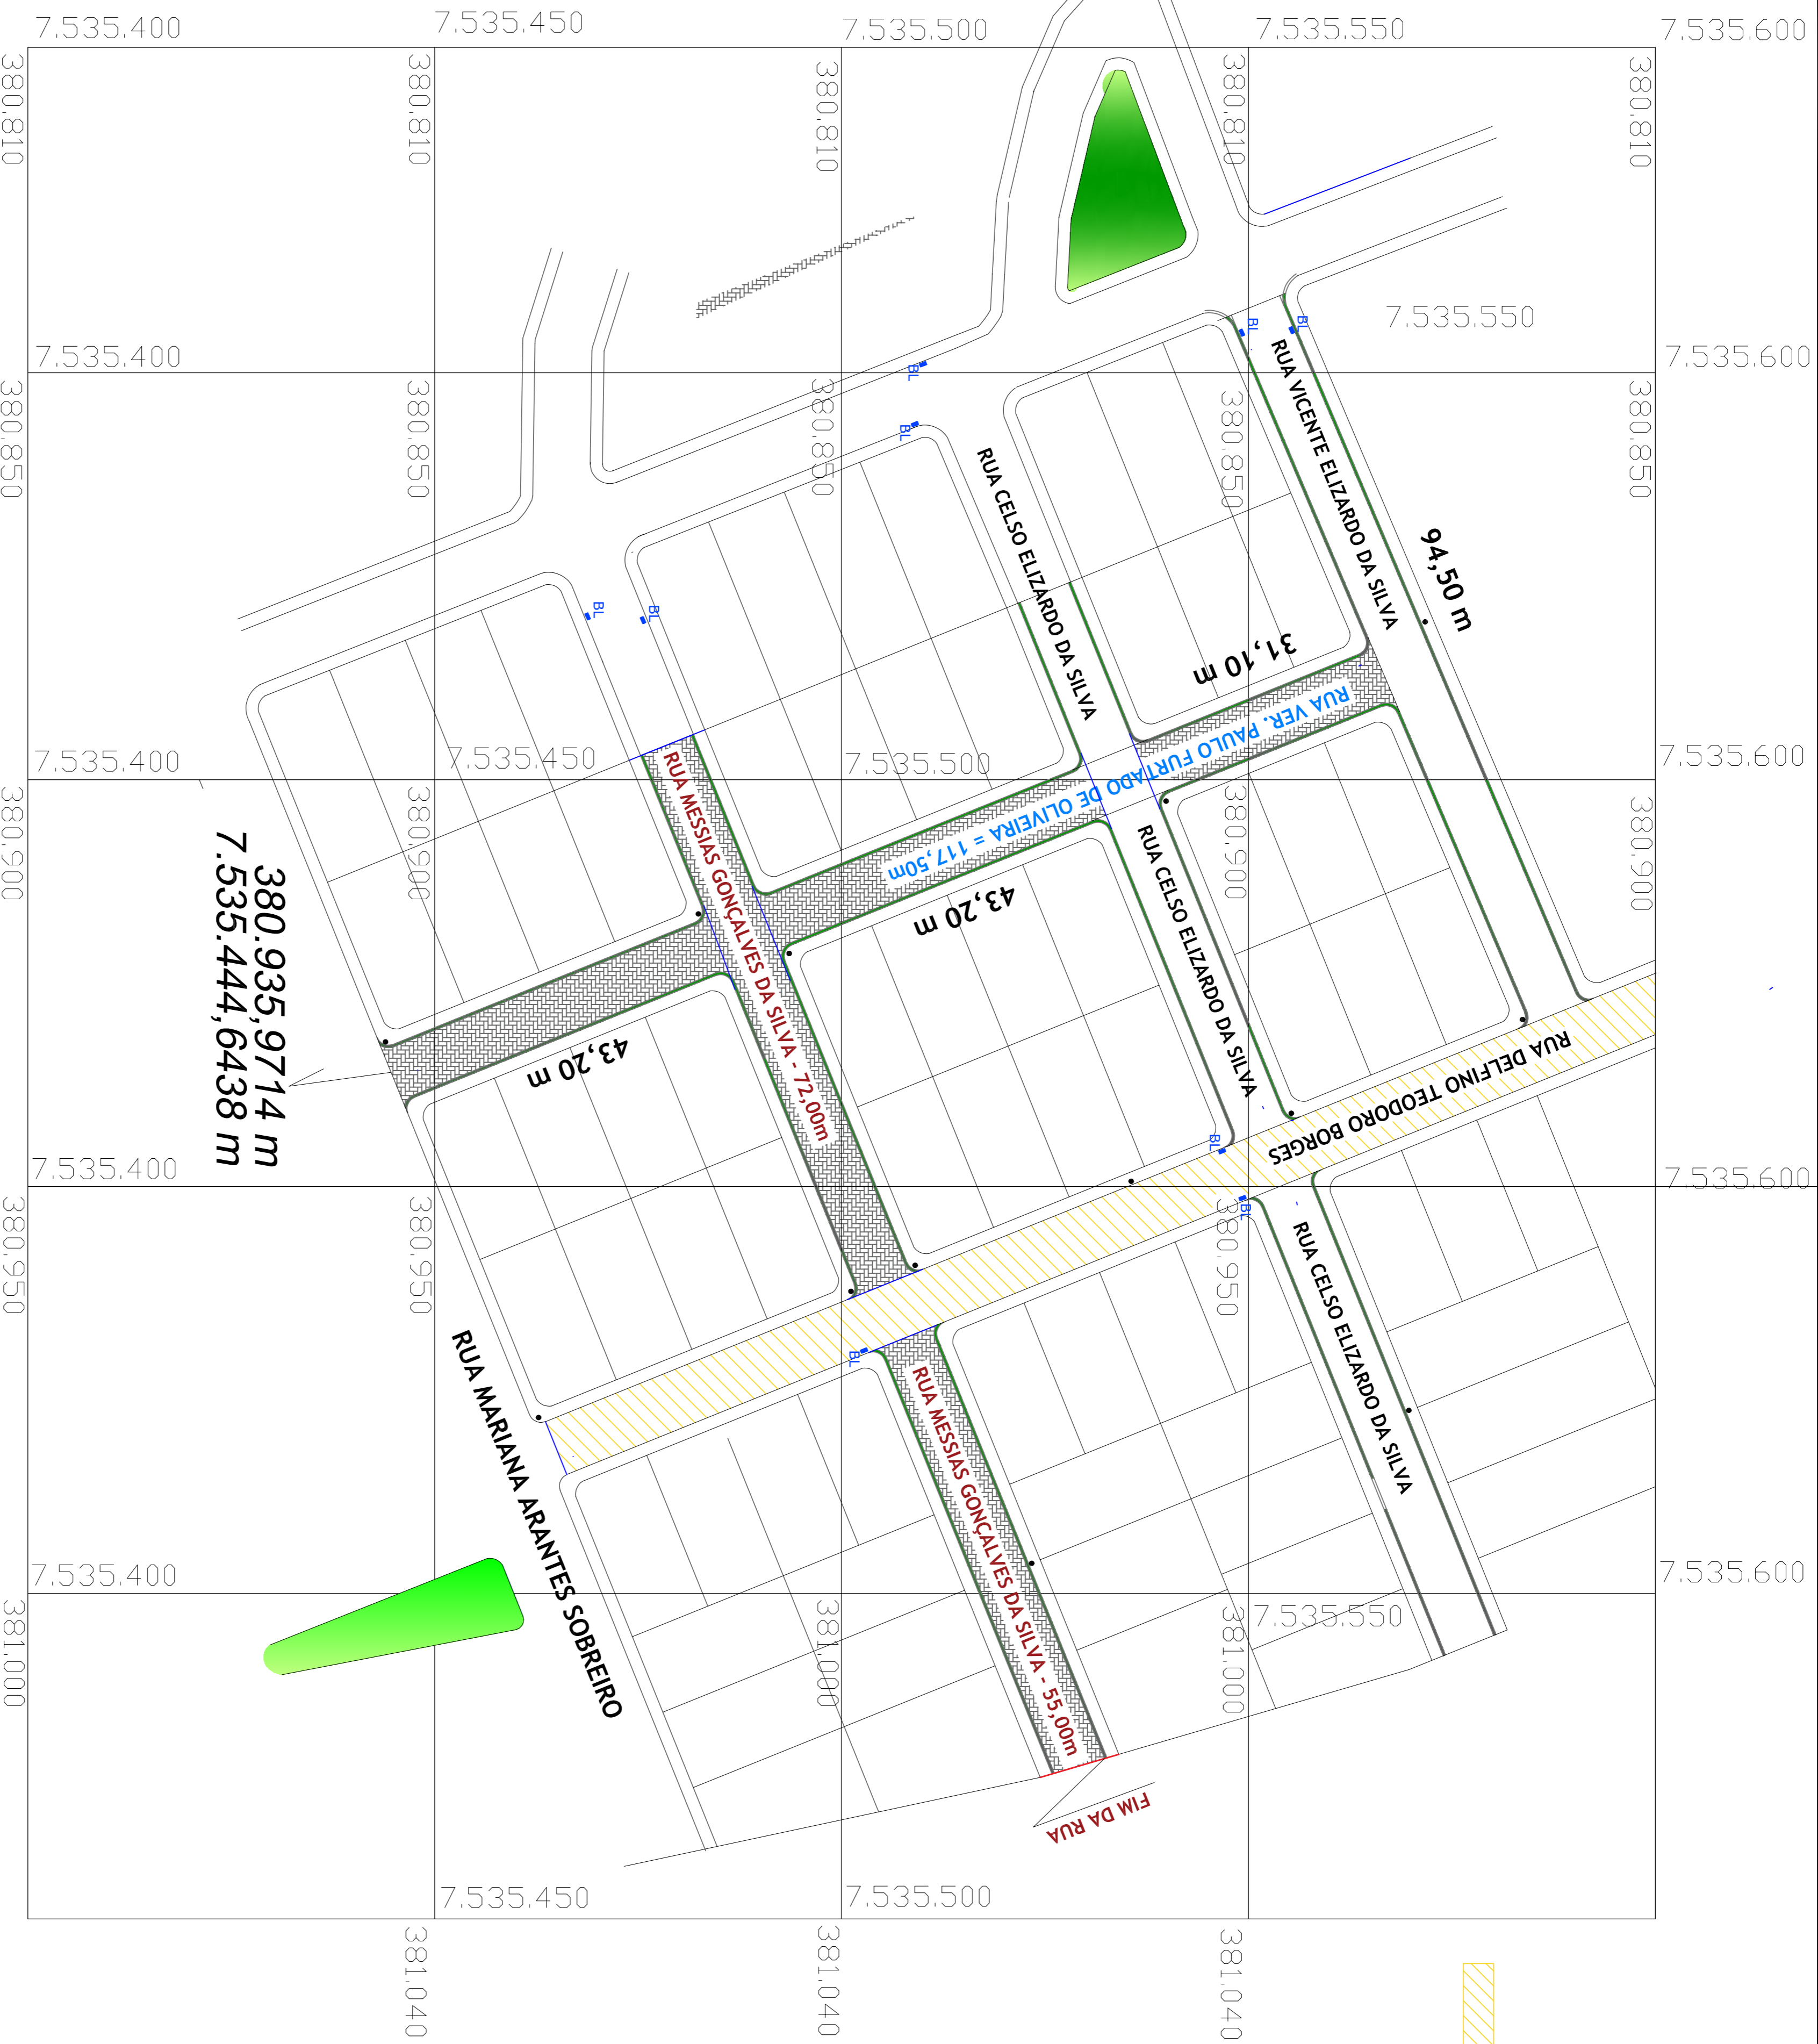 7.535.400
7.535.450
7.535.500
7.535.550
7.535.600
380.810
380.810
380.810
380.810
380.810
7.535.550
BL
BL
RUA VICENTE ELIZARDO DA SILVA
7.535.400
7.535.600
BL
BL
380.850
380.850
380.850
380.850
380.850
RUA CELSO ELIZARDO DA SILVA
94,50 m
BL
BL
31,10 m
RUA VER. PAULO FURTADO DE OLIVEIRA = 117,50m
7.535.400
7.535.450
7.535.500
7.535.600
RUA MESSIAS GONÇALVES DA SILVA - 72,00m
380.900
380.900
380.900
380.900
RUA CELSO ELIZARDO DA SILVA
43,20 m
380.935,9714 m
7.535.444,6438 m
43,20 m
RUA DELFINO TEODORO BORGES
BL
7.535.400
7.535.600
BL
380.950
380.950
380.950
RUA CELSO ELIZARDO DA SILVA
RUA MARIANA ARANTES SOBREIRO
BL
RUA MESSIAS GONÇALVES DA SILVA - 55,00m
7.535.400
7.535.600
7.535.550
381.000
381.000
381.000
FIM DA RUA
7.535.450
7.535.500
381.040
381.040
381.040